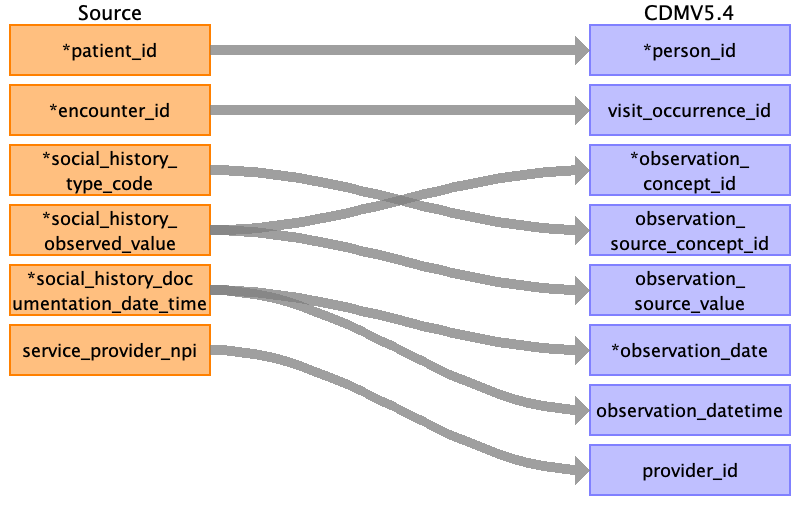 Source
CDMV5.4
*patient_id
*person_id
*encounter_id
visit_occurrence_id
*social_history_
type_code
*observation_
concept_id
*social_history_
observed_value
observation_
source_concept_id
*social_history_doc
umentation_date_time
observation_
source_value
service_provider_npi
*observation_date
observation_datetime
provider_id